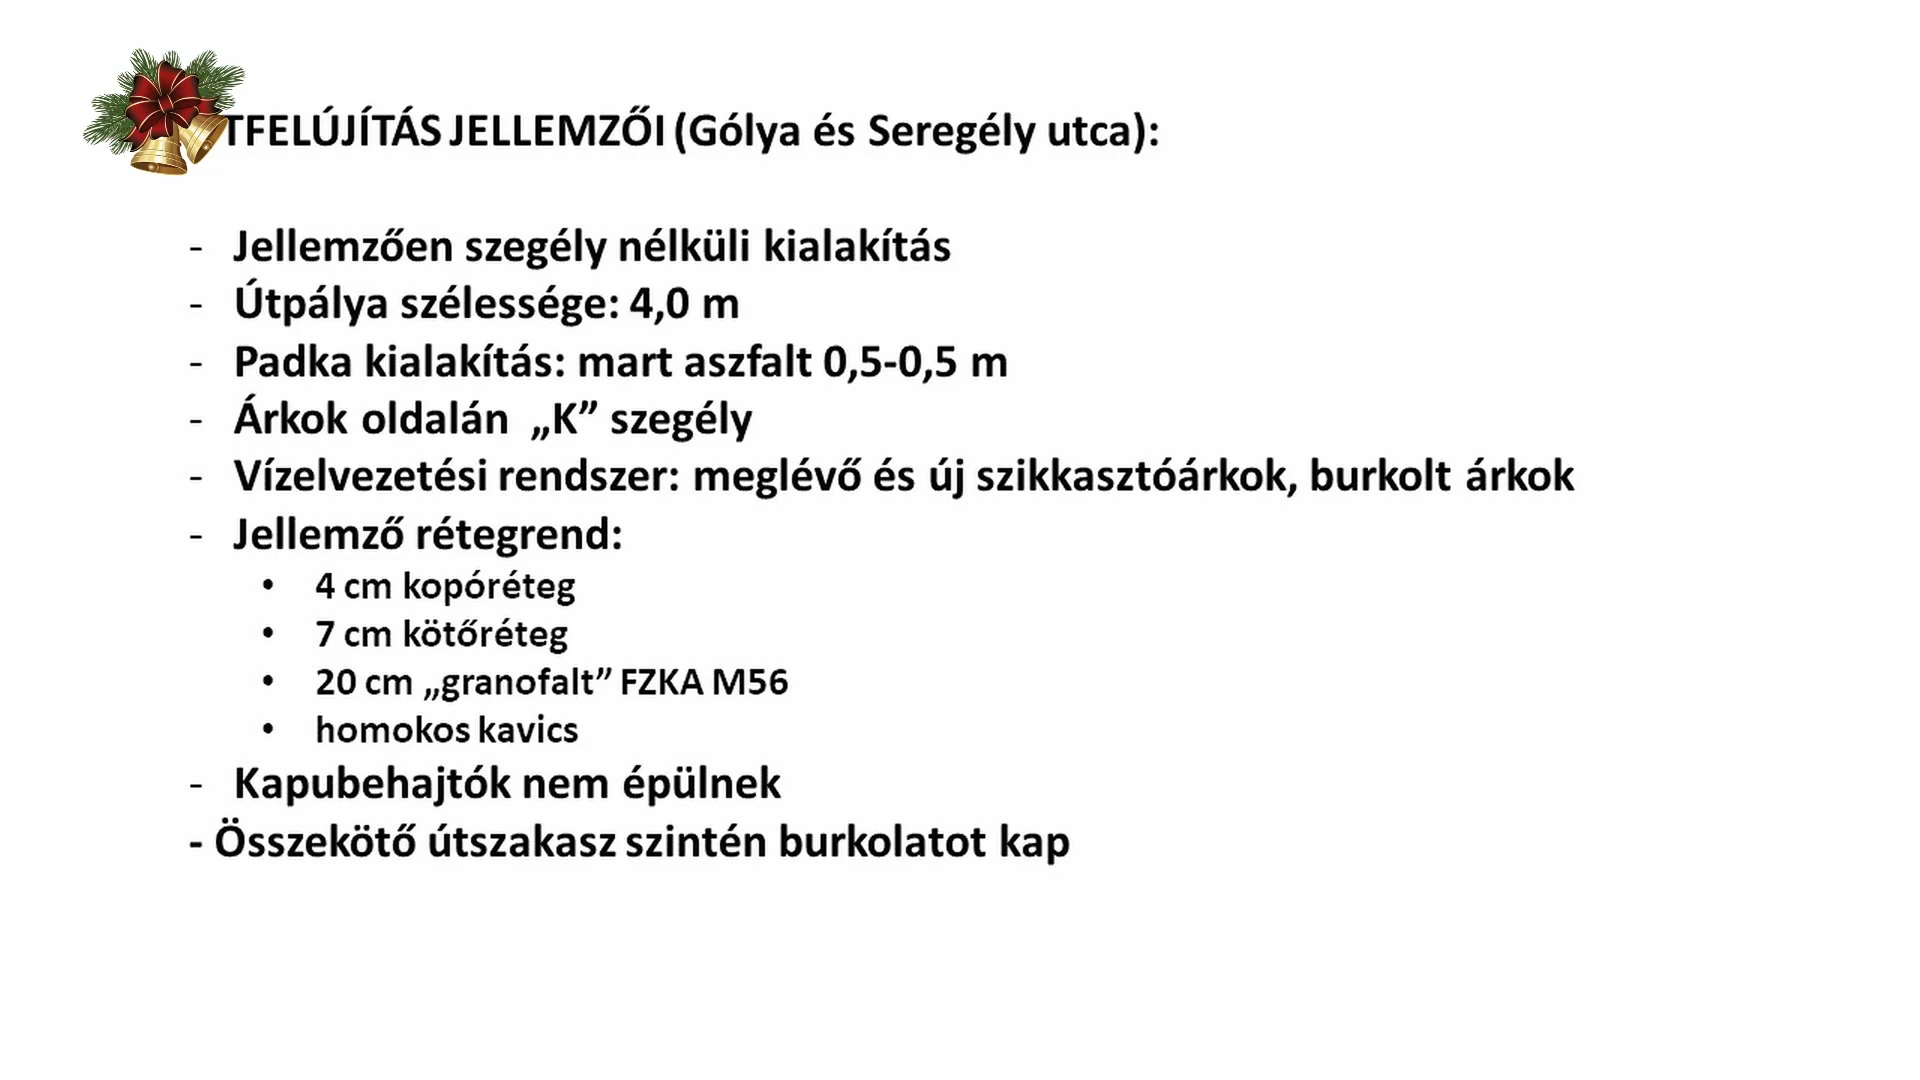 TFELÚJÍTÁS JELLEMZŐI (Gólya és Seregély utca):
- Jellemzően szegély nélküli kialakítás
- Útpálya szélessége: 4,0 m
- Padka kialakítás: mart aszfalt 0,5-0,5 m
- Árkok oldalán „K” szegély
- Vízelvezetési rendszer: meglévő és új szikkasztóárkok, burkolt árkok
- Jellemző rétegrend:
• 4 cm kopóréteg
• 7 cm kötőréteg
• 20 cm „granofalt” FZKA M56
• homokos kavics
- Kapubehajtók nem épülnek
- Összekötő útszakasz szintén burkolatot kap